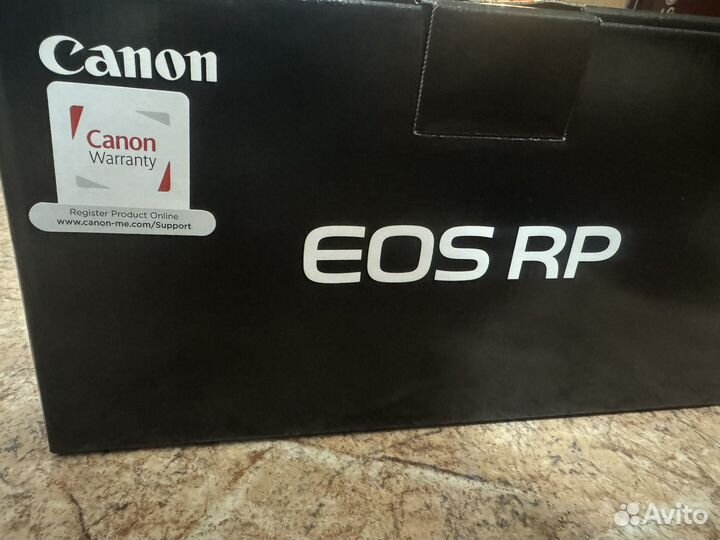 Canon
Canon
Warranty
Register Product Online
www.canon-me.com/Support
EOS RP
Avito